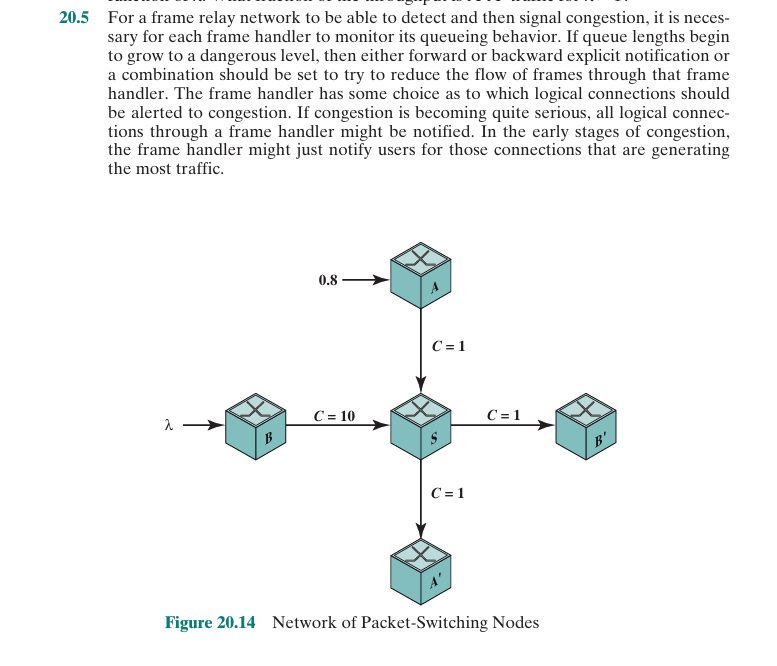 20.5 For a frame relay network to be able to detect and then signal congestion, it is neces-
sary for each frame handler to monitor its queueing behavior. If queue lengths begin
to grow to a dangerous level, then either forward or backward explicit notification or
a combination should be set to try to reduce the flow of frames through that frame
handler. The frame handler has some choice as to which logical connections should
be alerted to congestion. If congestion is becoming quite serious, all logical connec-
tions through a frame handler might be notified. In the early stages of congestion,
the frame handler might just notify users for those connections that are generating
the most traffic.
0.8
A
C = 1
λ
B
C = 10
S
C = 1
B'
C = 1
A'
Figure 20.14 Network of Packet-Switching Nodes